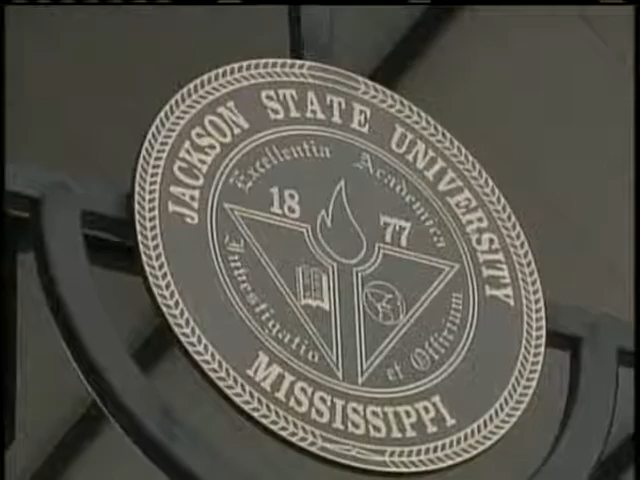 JACKSON STATE UNIVERSITY
Excellentia Academica
18 77
Investigatio et Officium
MISSISSIPPI